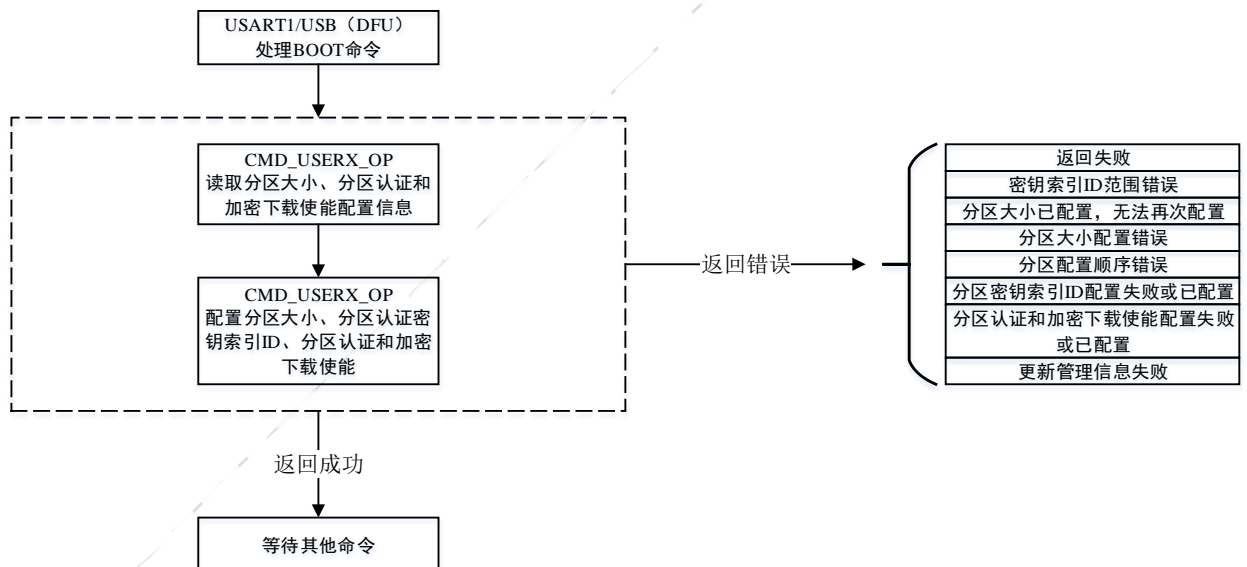 USART1/USB（DFU）
处理BOOT命令
CMD_USERX_OP
读取分区大小、分区认证和
加密下载使能配置信息
CMD_USERX_OP
配置分区大小、分区认证密
钥索引ID、分区认证和加密
下载使能
返回成功
等待其他命令
返回错误
返回失败
密钥索引ID范围错误
分区大小已配置，无法再次配置
分区大小配置错误
分区配置顺序错误
分区密钥索引ID配置失败或已配置
分区认证和加密下载使能配置失败
或已配置
更新管理信息失败